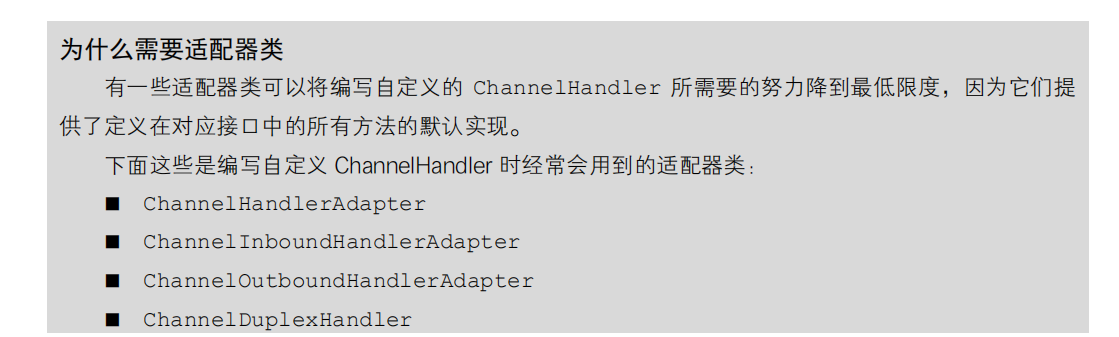 为什么需要适配器类
有一些适配器类可以将编写自定义的 ChannelHandler 所需要的努力降到最低限度，因为它们提
供了定义在对应接口中的所有方法的默认实现。
下面这些是编写自定义 ChannelHandler 时经常会用到的适配器类：
■ ChannelHandlerAdapter
■ ChannelInboundHandlerAdapter
■ ChannelOutboundHandlerAdapter
■ ChannelDuplexHandler